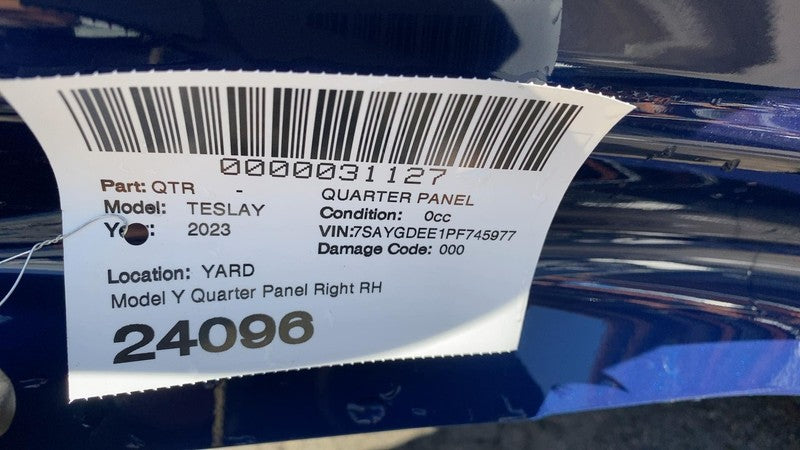 0000031127
Part: QTR -
QUARTER PANEL
Model: TESLAY
Condition: 0cc
2023
VIN:7SAYGDEE1PF745977
Damage Code: 000
Location: YARD
Model Y Quarter Panel Right RH
24096